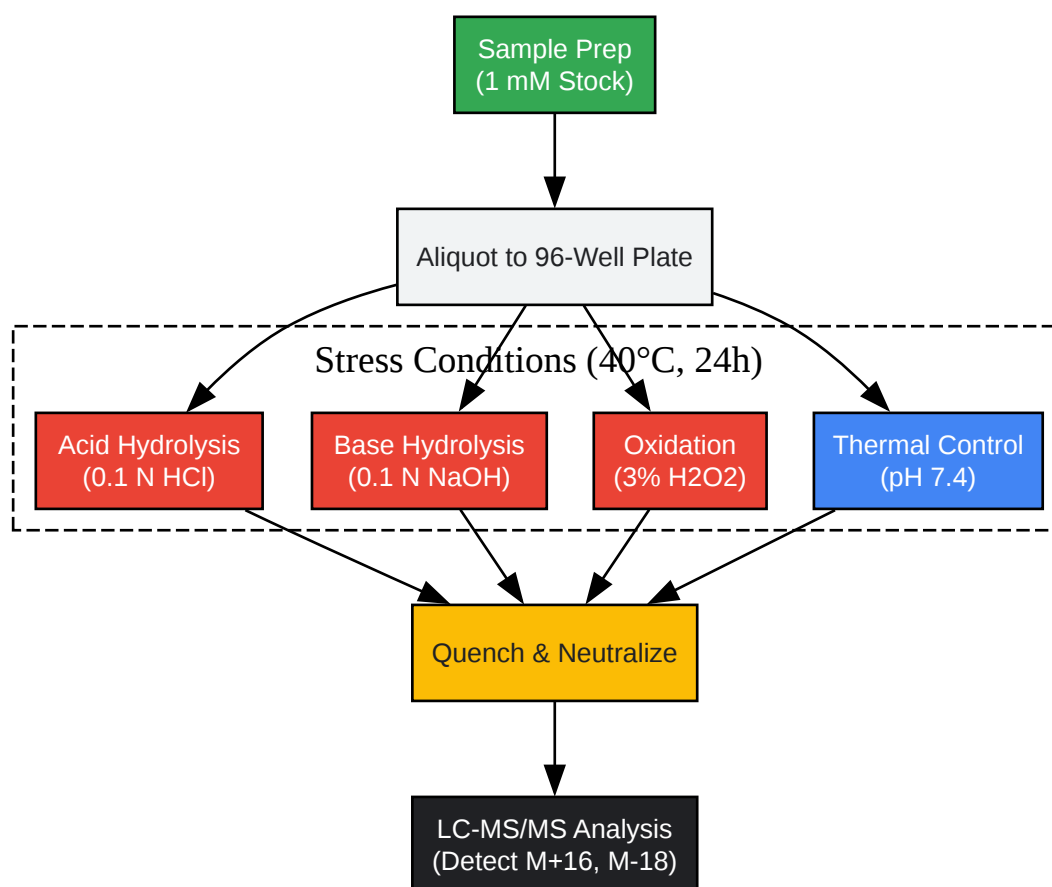 Sample Prep
(1 mM Stock)
Aliquot to 96-Well Plate
Stress Conditions (40°C, 24h)
Acid Hydrolysis
(0.1 N HCl)
Base Hydrolysis
(0.1 N NaOH)
Oxidation
(3% H2O2)
Thermal Control
(pH 7.4)
Quench & Neutralize
LC-MS/MS Analysis
(Detect M+16, M-18)